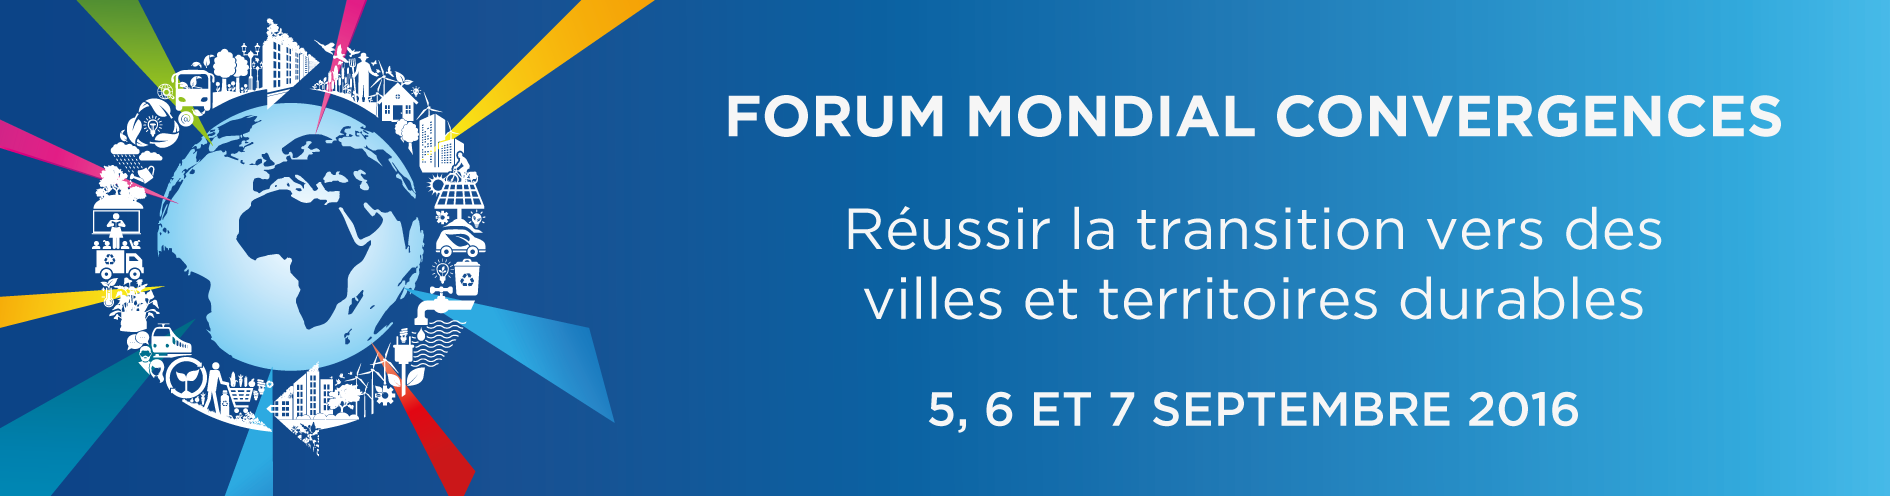 FORUM MONDIAL CONVERGENCES
Réussir la transition vers des
villes et territoires durables
5, 6 ET 7 SEPTEMBRE 2016